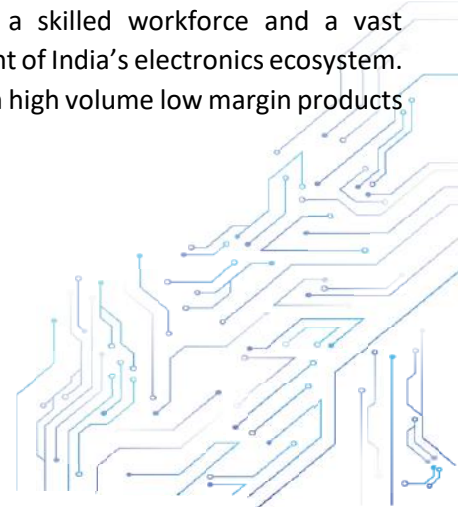 a skilled workforce and a vast
nt of India’s electronics ecosystem.
high volume low margin products